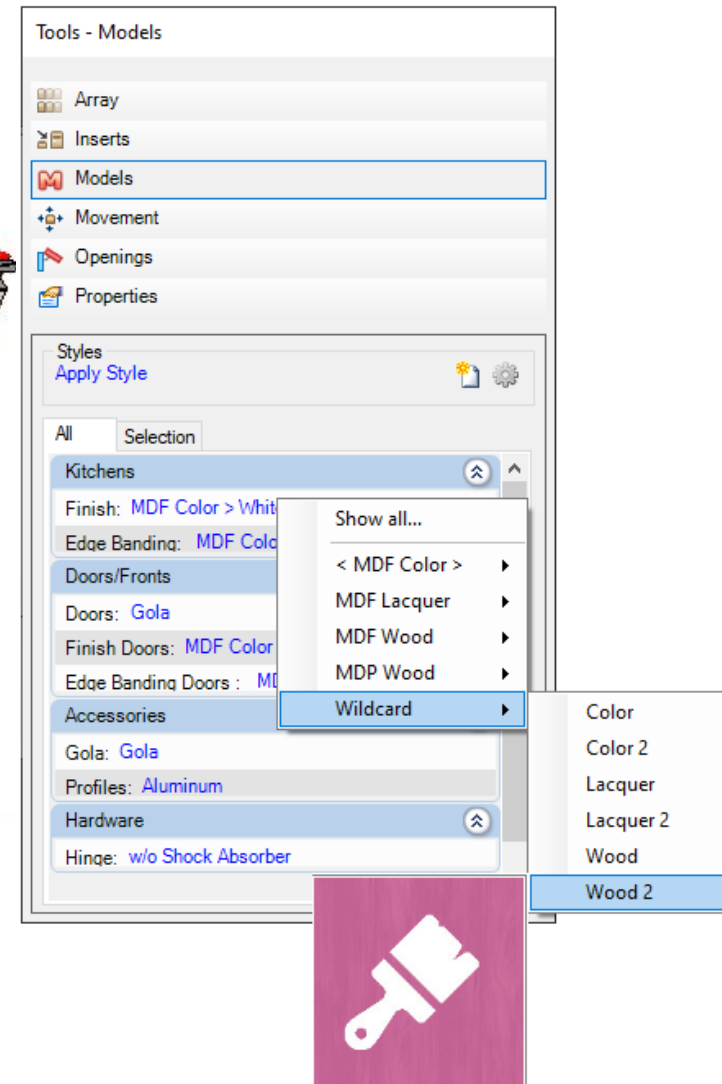 Tools - Models
Array
Inserts
Models
Movement
Openings
Properties
Styles
Apply Style
All Selection
Kitchens
Finish: MDF Color > Whit
Edge Banding: MDF Colo
Doors/Fronts
Doors: Gola
Finish Doors: MDF Color
Edge Banding Doors : MD
Accessories
Gola: Gola
Profiles: Aluminum
Hardware
Hinge: w/o Shock Absorber
Show all...
< MDF Color >
MDF Lacquer
MDF Wood
MDP Wood
Wildcard
Color
Color 2
Lacquer
Lacquer 2
Wood
Wood 2